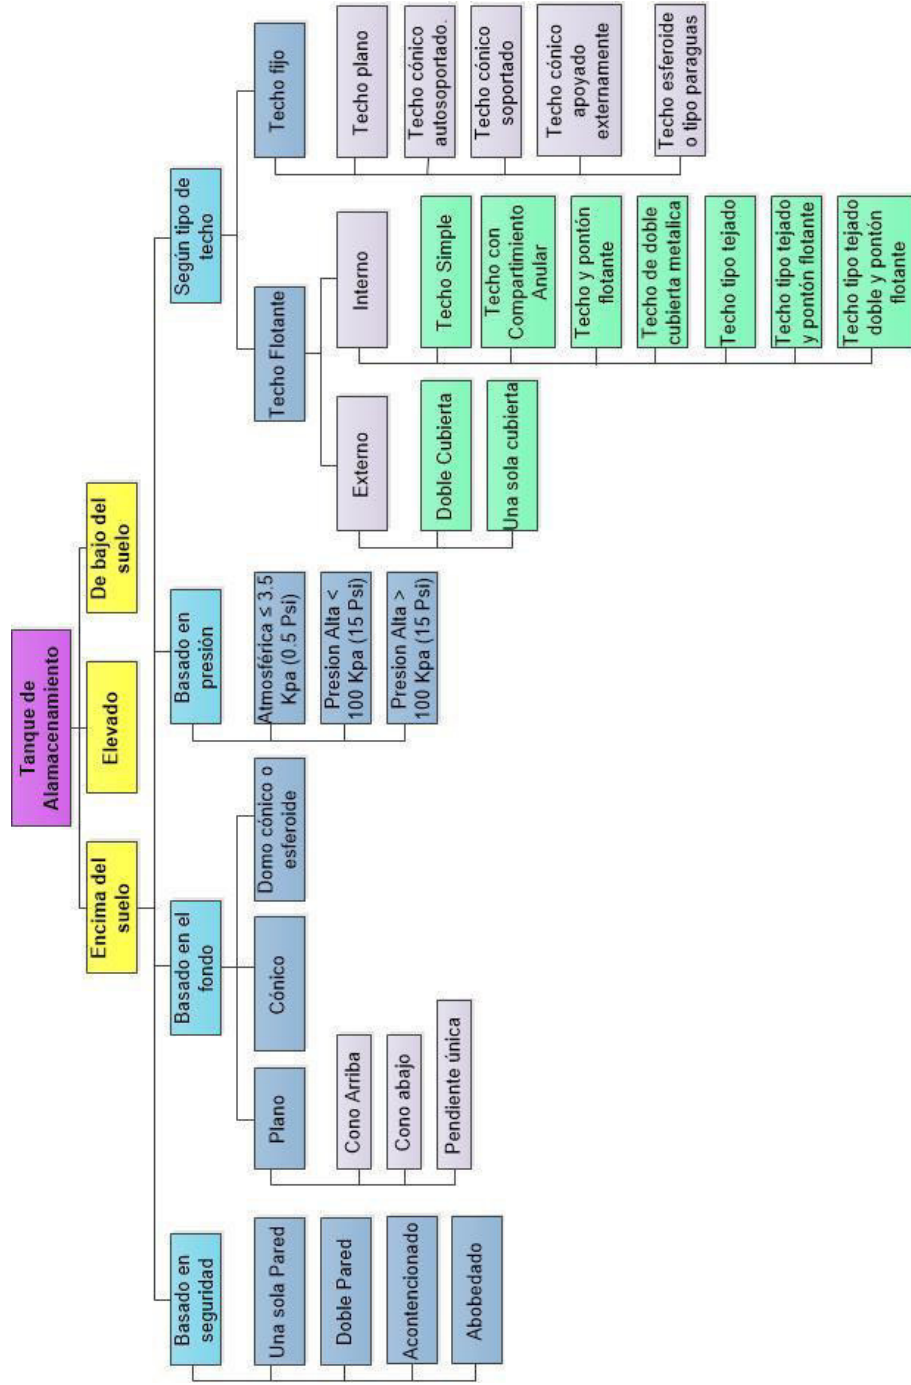 Tanque de
Alamacenamiento
Encima del
suelo
Elevado
De bajo del
suelo
Basado en
seguridad
Basado en el
fondo
Basado en
presión
Según tipo de
techo
Una sola Pared
Doble Pared
Acontencionado
Abobedado
Plano
Cónico
Domo cónico o
esferoide
Cono Arriba
Cono abajo
Pendiente única
Atmosférica ≤ 3.5
Kpa (0.5 Psi)
Presion Alta <
100 Kpa (15 Psi)
Presion Alta >
100 Kpa (15 Psi)
Techo Flotante
Techo fijo
Externo
Interno
Doble Cubierta
Una sola cubierta
Techo Simple
Techo con
Compartimiento
Anular
Techo y pontón
flotante
Techo de doble
cubierta metalica
Techo tipo tejado
Techo tipo tejado
y pontón flotante
Techo tipo tejado
doble y pontón
flotante
Techo plano
Techo cónico
autosoportado.
Techo cónico
soportado
Techo cónico
apoyado
externamente
Techo esferoide
o tipo paraguas